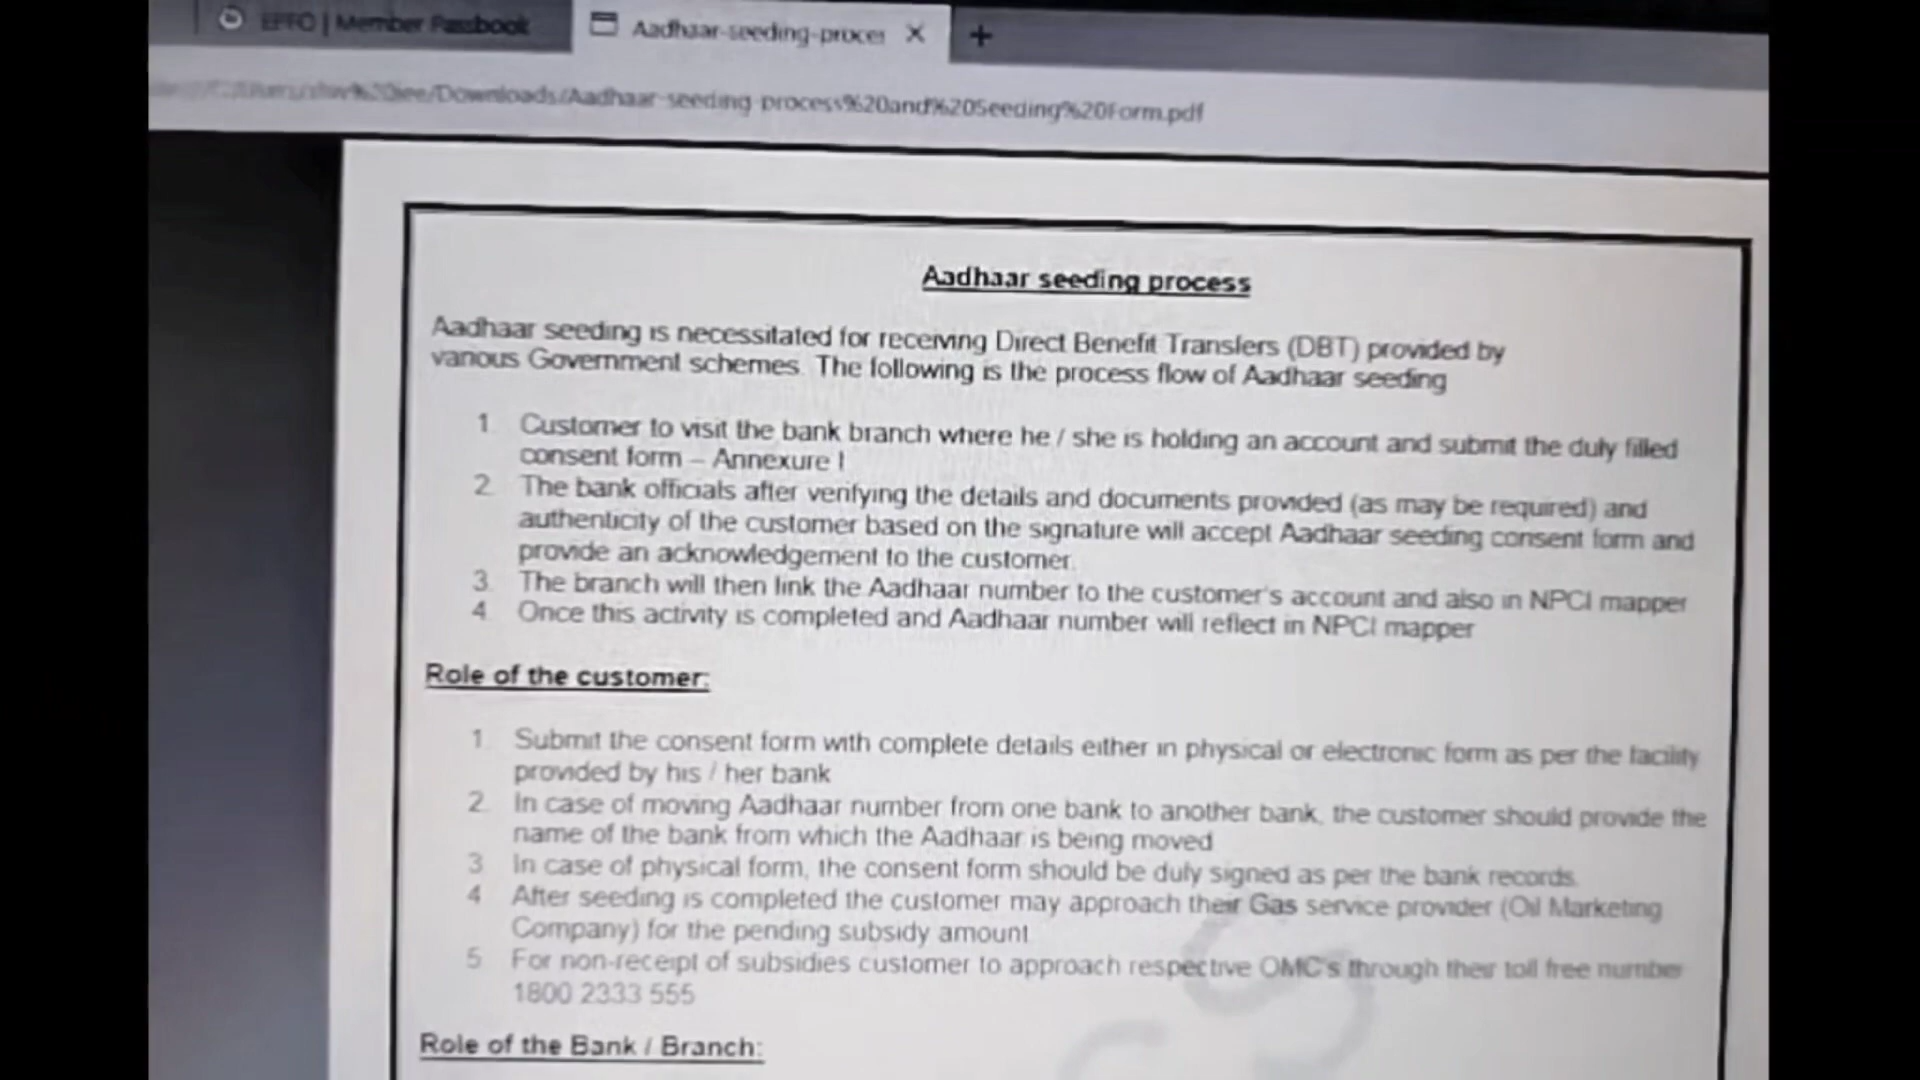 EPFO | Member Passbook
Aadhaar-seeding-proces
Downloads/Aadhaar-seeding-process%20and%20Seeding%20Form.pdf
Aadhaar seeding process
Aadhaar seeding is necessitated for receiving Direct Benefit Transfers (DBT) provided by
various Government schemes. The following is the process flow of Aadhaar seeding
1. Customer to visit the bank branch where he / she is holding an account and submit the duly filled
consent form – Annexure I
2. The bank officials after verifying the details and documents provided (as may be required) and
authenticity of the customer based on the signature will accept Aadhaar seeding consent form and
provide an acknowledgement to the customer.
3. The branch will then link the Aadhaar number to the customer's account and also in NPCI mapper
4. Once this activity is completed and Aadhaar number will reflect in NPCI mapper
Role of the customer:
1. Submit the consent form with complete details either in physical or electronic form as per the facility
provided by his / her bank
2. In case of moving Aadhaar number from one bank to another bank, the customer should provide the
name of the bank from which the Aadhaar is being moved
3. In case of physical form, the consent form should be duly signed as per the bank records.
4. After seeding is completed the customer may approach their Gas service provider (Oil Marketing
Company) for the pending subsidy amount
5. For non-receipt of subsidies customer to approach respective OMC's through their toll free number
1800 2333 555
Role of the Bank / Branch: